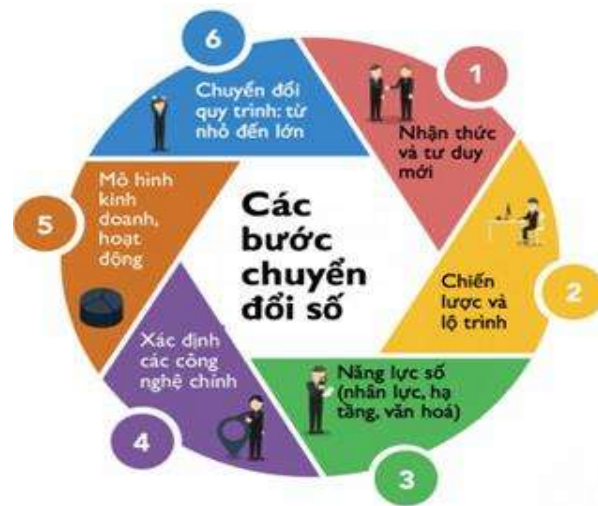 Các
bước
chuyển
đổi số
1
Nhận thức
và tư duy
mới
2
Chiến
lược và
lộ trình
3
Năng lực số
(nhân lực, hạ
tầng, văn hoá)
4
Xác định
các công
nghệ chính
5
Mô hình
kinh
doanh,
hoạt
động
6
Chuyển đổi
quy trình: từ
nhỏ đến lớn